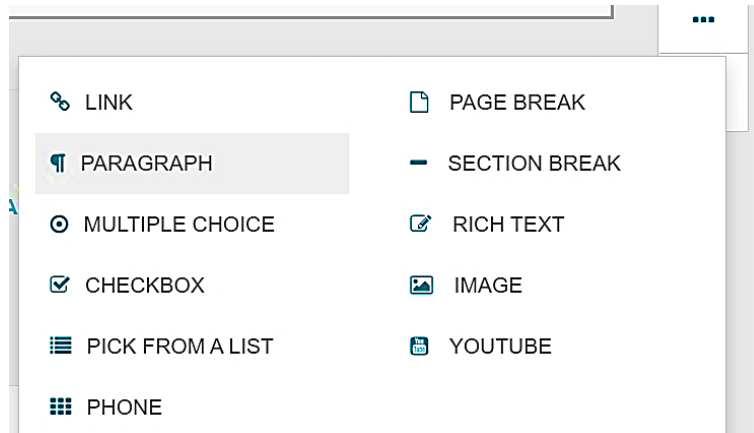 LINK
PARAGRAPH
MULTIPLE CHOICE
CHECKBOX
PICK FROM A LIST
PHONE
PAGE BREAK
SECTION BREAK
RICH TEXT
IMAGE
YOUTUBE